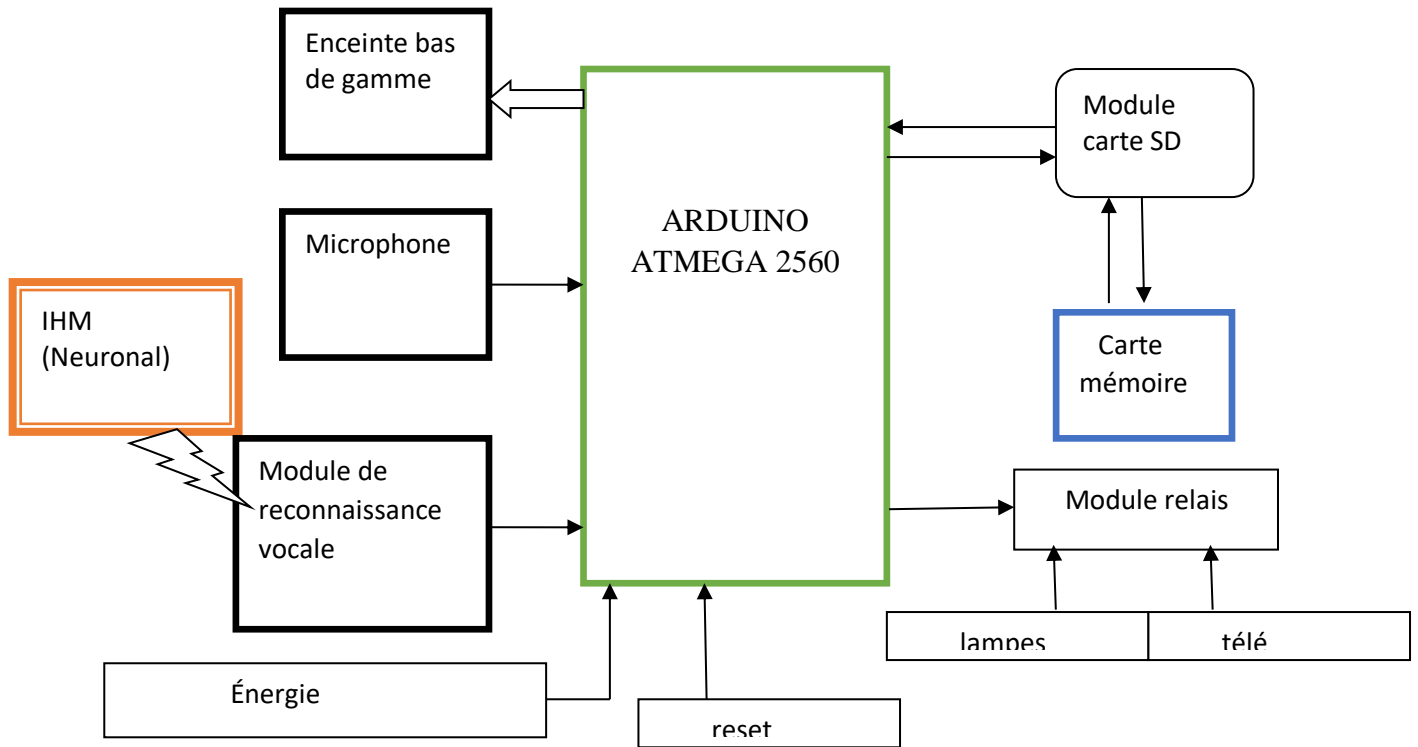 Enceinte bas
de gamme
Module
carte SD
ARDUINO
ATMEGA 2560
Microphone
IHM
(Neuronal)
Carte
mémoire
Module de
reconnaissance
vocale
Module relais
lampes
télé
Énergie
reset